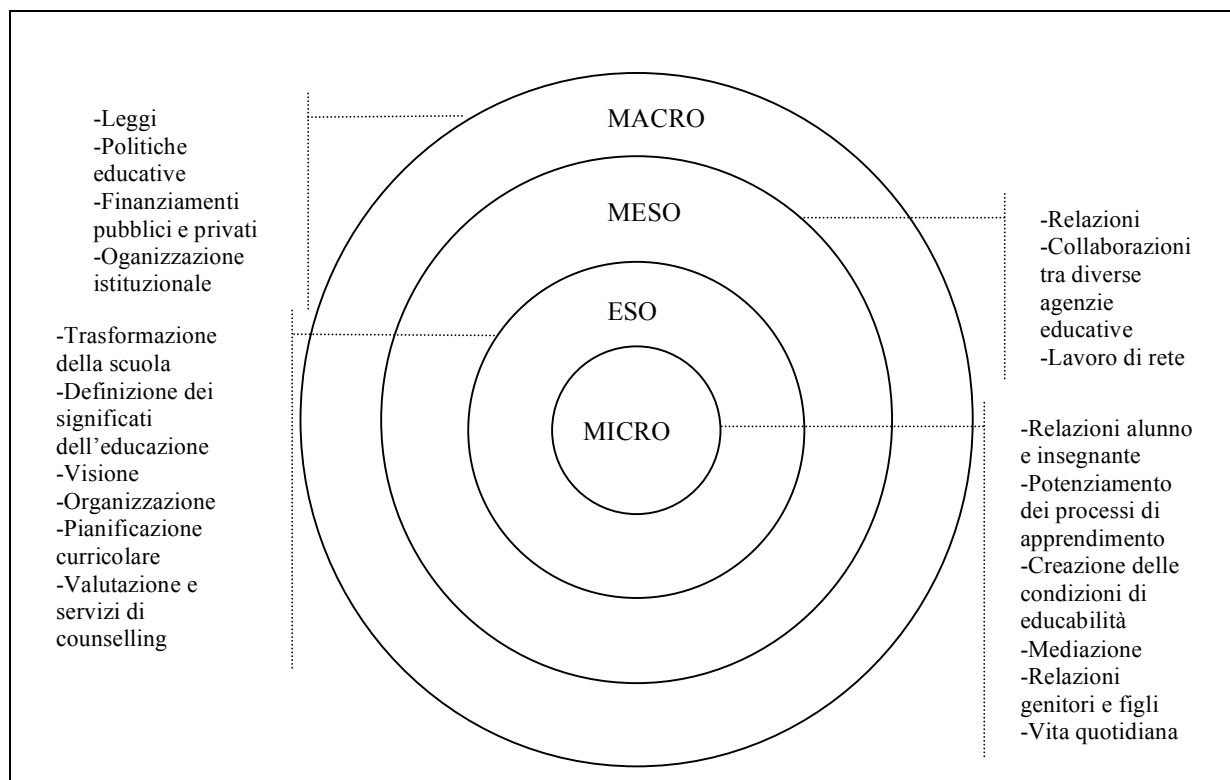 MACRO
MESO
ESO
MICRO
-Leggi
-Politiche
educative
-Finanziamenti
pubblici e privati
-Oganizzazione
istituzionale
-Trasformazione
della scuola
-Definizione dei
significati
dell’educazione
-Visione
-Organizzazione
-Pianificazione
curricolare
-Valutazione e
servizi di
counselling
-Relazioni
-Collaborazioni
tra diverse
agenzie
educative
-Lavoro di rete
-Relazioni alunno
e insegnante
-Potenziamento
dei processi di
apprendimento
-Creazione delle
condizioni di
educabilità
-Mediazione
-Relazioni
genitori e figli
-Vita quotidiana